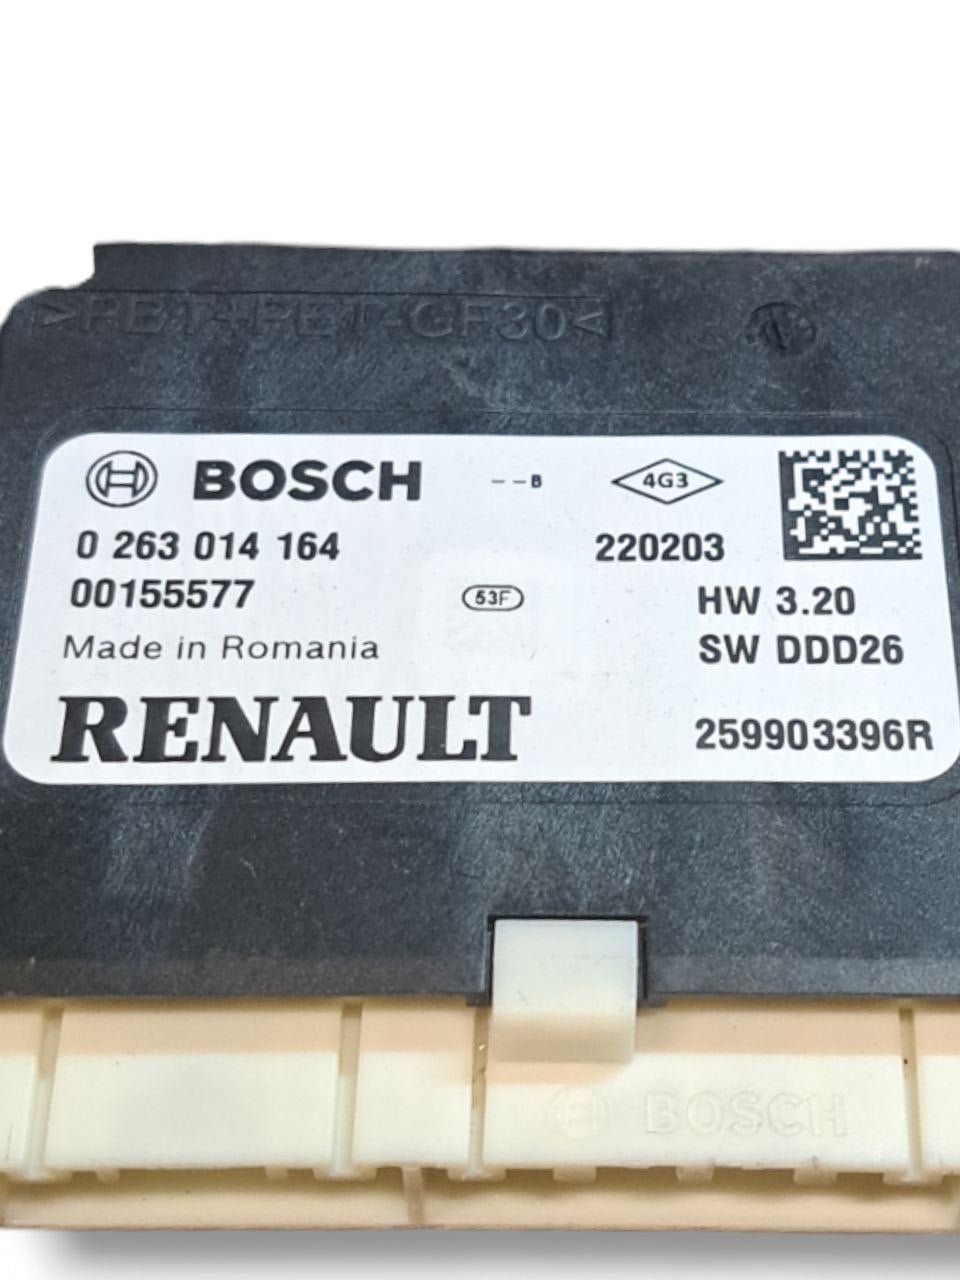 >PBT+PET-GF30<
BOSCH --B 4G3
0 263 014 164 220203
00155577 53F HW 3.20
Made in Romania SW DDD26
RENAULT 259903396R
BOSCH